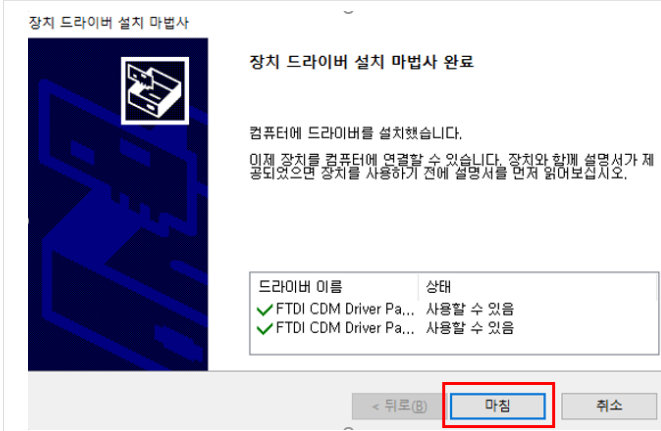 장치 드라이버 설치 마법사
장치 드라이버 설치 마법사 완료
컴퓨터에 드라이버를 설치했습니다.
이제 장치를 컴퓨터에 연결할 수 있습니다. 장치와 함께 설명서가 제
공되었으면 장치를 사용하기 전에 설명서를 먼저 읽어보십시오.
드라이버 이름 상태
FTDI CDM Driver Pa... 사용할 수 있음
FTDI CDM Driver Pa... 사용할 수 있음
< 뒤로(B) 마침 취소